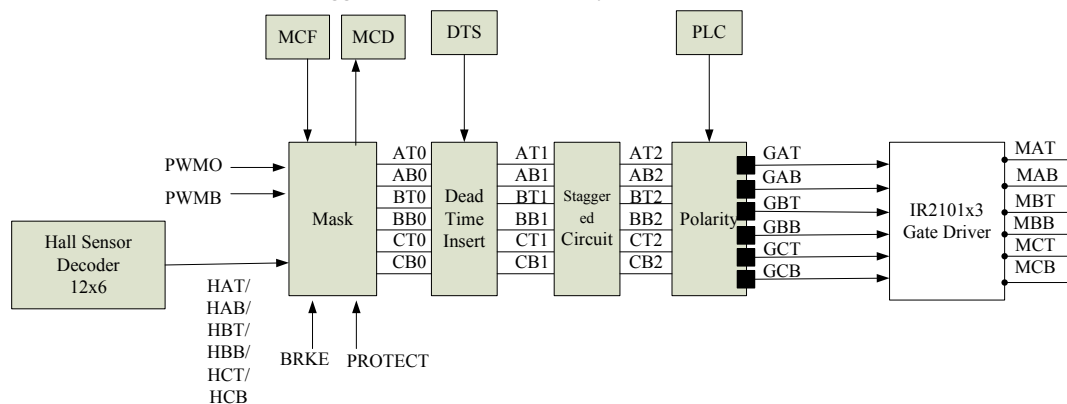 MCF
MCD
DTS
PLC
PWMO
PWMB
Hall Sensor
Decoder
12x6
HAT/
HAB/
HBT/
HBB/
HCT/
HCB
Mask
BRKE
PROTECT
AT0
AB0
BT0
BB0
CT0
CB0
Dead
Time
Insert
AT1
AB1
BT1
BB1
CT1
CB1
Stagger
ed
Circuit
AT2
AB2
BT2
BB2
CT2
CB2
Polarity
GAT
GAB
GBT
GBB
GCT
GCB
IR2101x3
Gate Driver
MAT
MAB
MBT
MBB
MCT
MCB